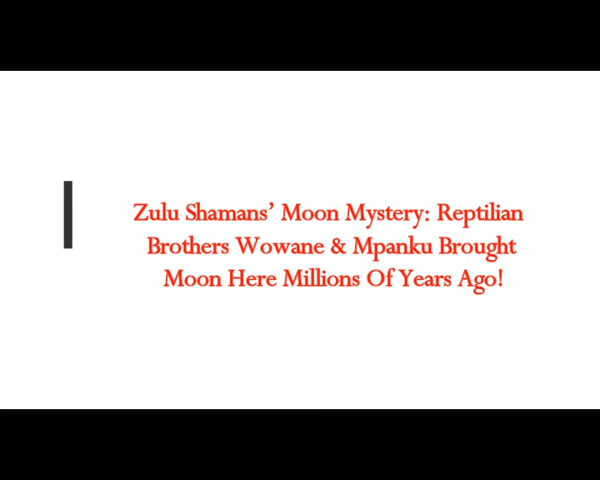 Zulu Shamans’ Moon Mystery: Reptilian
Brothers Wowane & Mpanku Brought
Moon Here Millions Of Years Ago!